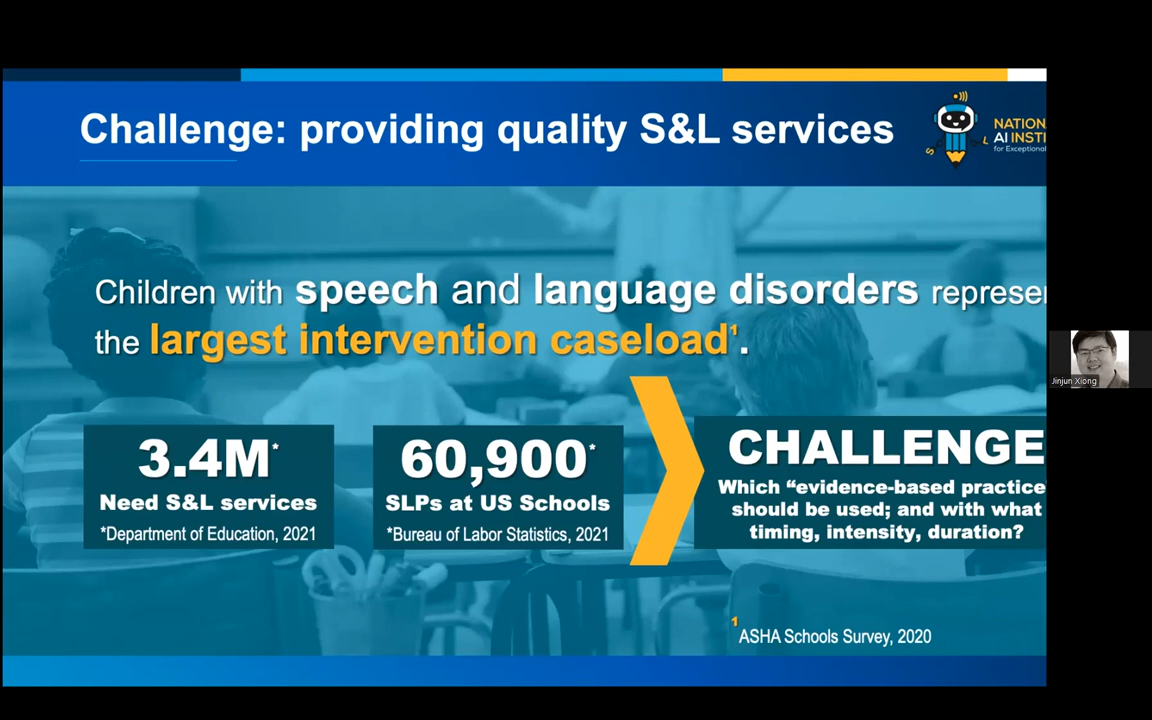 Challenge: providing quality S&L services
NATION
AI INSTI
for Exceptional
S
L
Children with speech and language disorders represe
the largest intervention caseload¹.
3.4M*
Need S&L services
*Department of Education, 2021
60,900*
SLPs at US Schools
*Bureau of Labor Statistics, 2021
CHALLENGE
Which “evidence-based practice
should be used; and with what
timing, intensity, duration?
1 ASHA Schools Survey, 2020
Jinjun Xiong